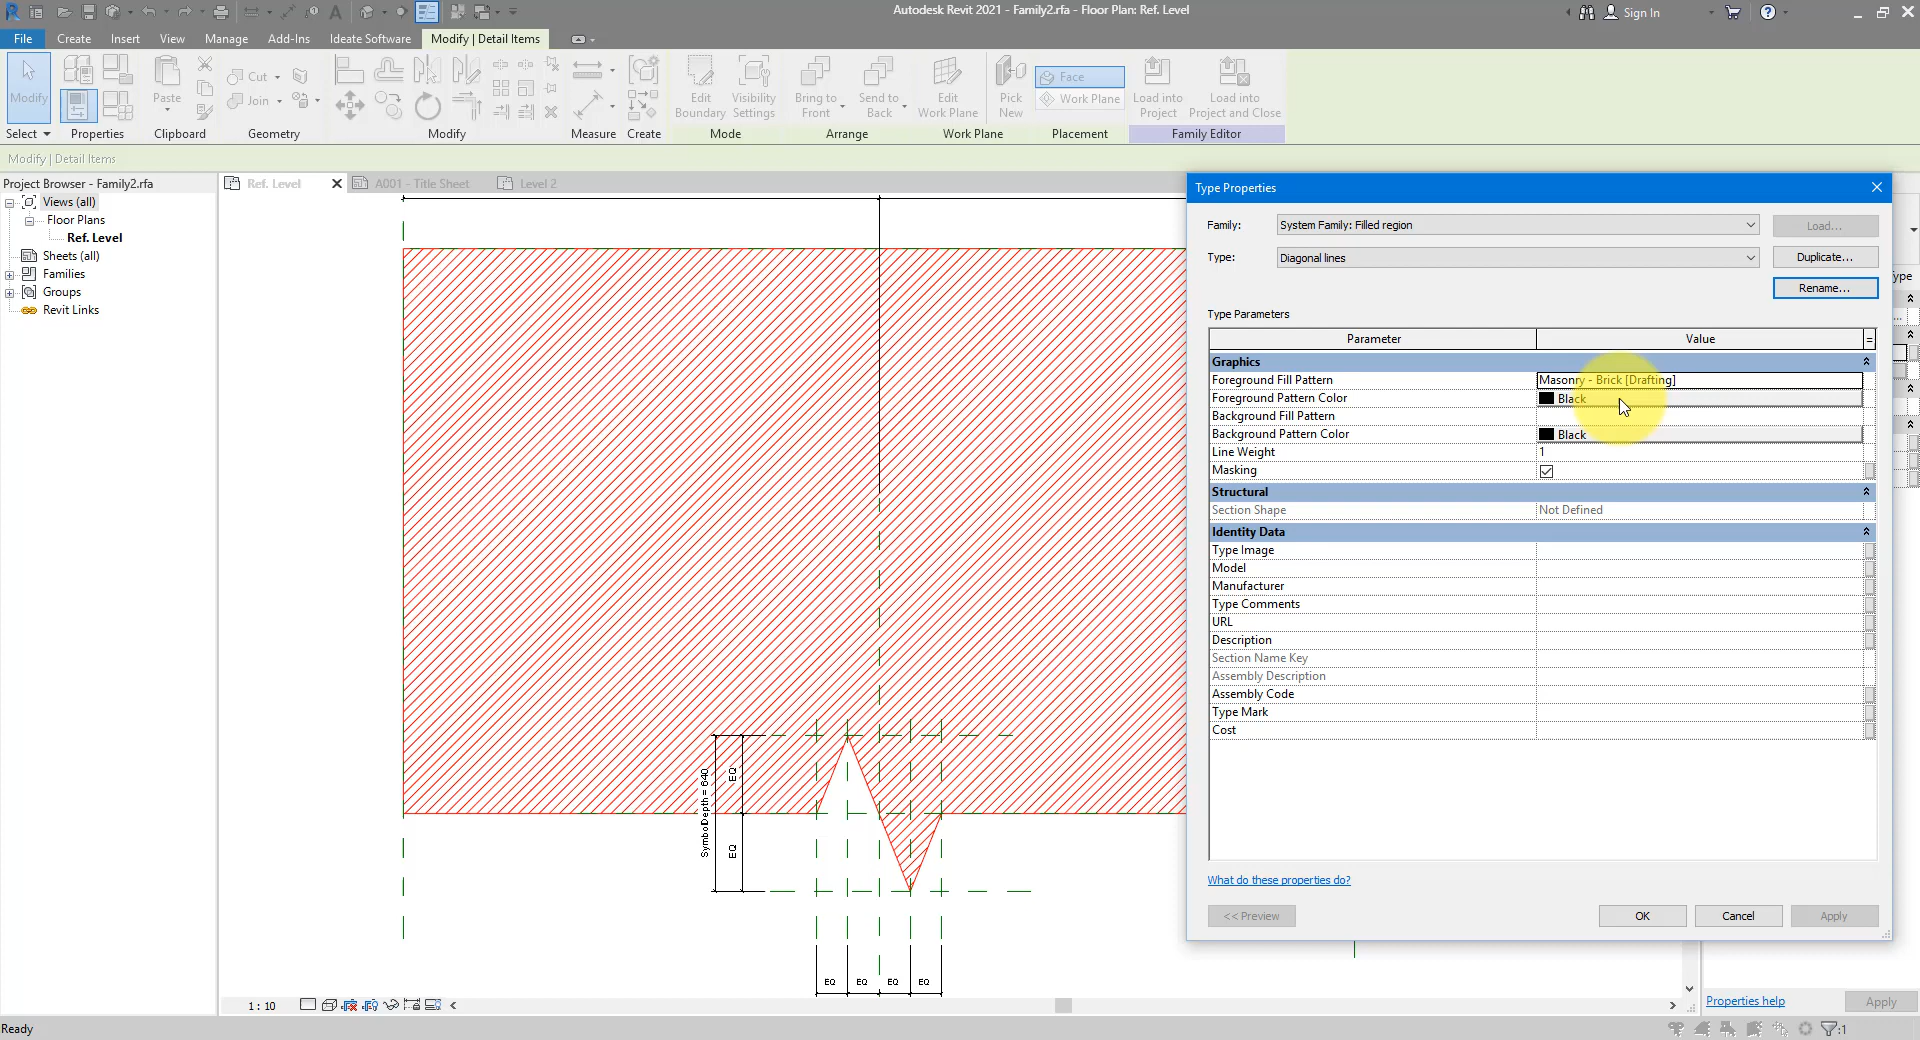 Autodesk Revit 2021 - Family2.rfa - Floor Plan: Ref. Level
Sign In
File Create Insert View Manage Add-Ins Ideate Software Modify | Detail Items
Modify
Paste
Cut
Join
Edit Boundary
Visibility Settings
Bring to Front
Send to Back
Edit Work Plane
Pick New
Face
Work Plane
Load into Project
Load into Project and Close
Select Properties Clipboard Geometry Modify Measure Create Mode Arrange Work Plane Placement Family Editor
Modify | Detail Items
Project Browser - Family2.rfa
Views (all)
Floor Plans
Ref. Level
Sheets (all)
Families
Groups
Revit Links
Ref. Level
A001 - Title Sheet
Level 2
SymbolDepth = 640
EQ
EQ
EQ EQ EQ EQ
Type Properties
Family: System Family: Filled region Load...
Type: Diagonal lines Duplicate...
Rename...
Type Parameters
Parameter Value =
Graphics
Foreground Fill Pattern Masonry - Brick [Drafting]
Foreground Pattern Color Black
Background Fill Pattern
Background Pattern Color Black
Line Weight 1
Masking
Structural
Section Shape Not Defined
Identity Data
Type Image
Model
Manufacturer
Type Comments
URL
Description
Section Name Key
Assembly Description
Assembly Code
Type Mark
Cost
What do these properties do?
<< Preview OK Cancel Apply
ype
1 : 10
Properties help Apply
Ready
:1